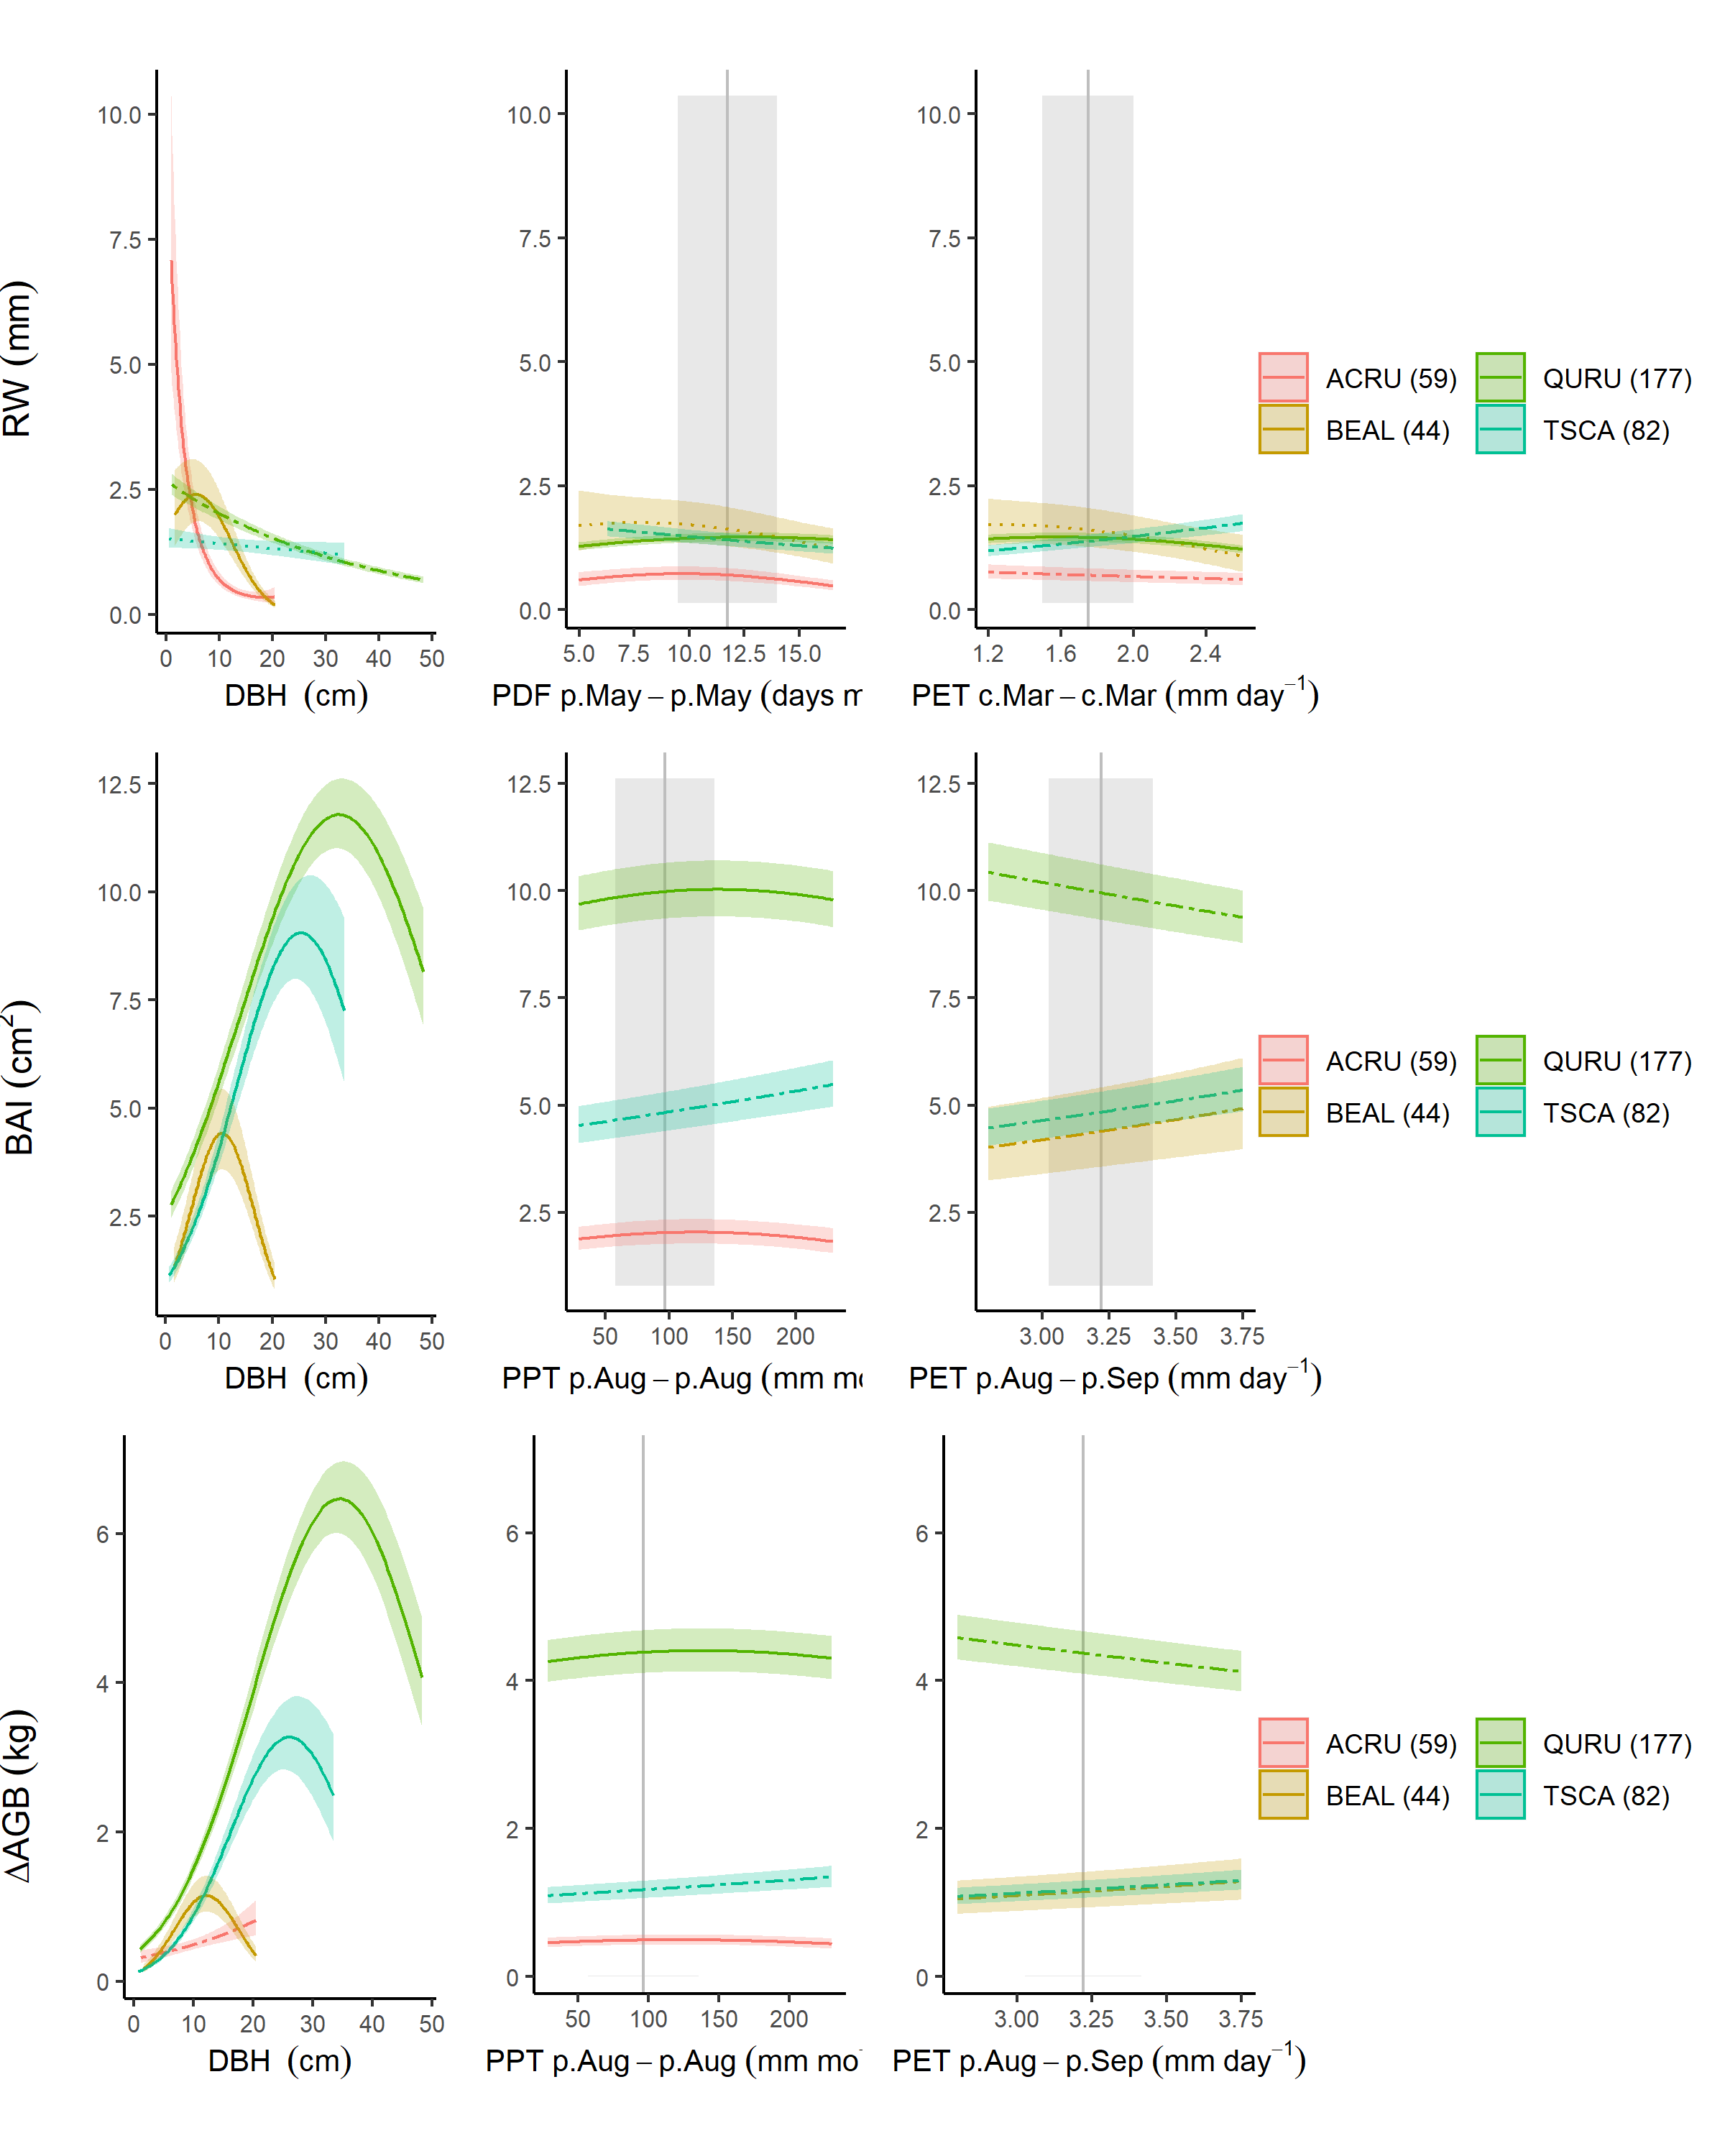 RW (mm)
10.0
7.5
5.0
2.5
0.0
0 10 20 30 40 50
DBH (cm)
10.0
7.5
5.0
2.5
0.0
5.0 7.5 10.0 12.5 15.0
PDF p.May – p.May (days m
10.0
7.5
5.0
2.5
0.0
1.2 1.6 2.0 2.4
PET c.Mar – c.Mar (mm day⁻¹)
ACRU (59) QURU (177)
BEAL (44) TSCA (82)
BAI (cm²)
12.5
10.0
7.5
5.0
2.5
0 10 20 30 40 50
DBH (cm)
12.5
10.0
7.5
5.0
2.5
50 100 150 200
PPT p.Aug – p.Aug (mm mo
12.5
10.0
7.5
5.0
2.5
3.00 3.25 3.50 3.75
PET p.Aug – p.Sep (mm day⁻¹)
ACRU (59) QURU (177)
BEAL (44) TSCA (82)
ΔAGB (kg)
6
4
2
0
0 10 20 30 40 50
DBH (cm)
6
4
2
0
50 100 150 200
PPT p.Aug – p.Aug (mm mo⁻
6
4
2
0
3.00 3.25 3.50 3.75
PET p.Aug – p.Sep (mm day⁻¹)
ACRU (59) QURU (177)
BEAL (44) TSCA (82)